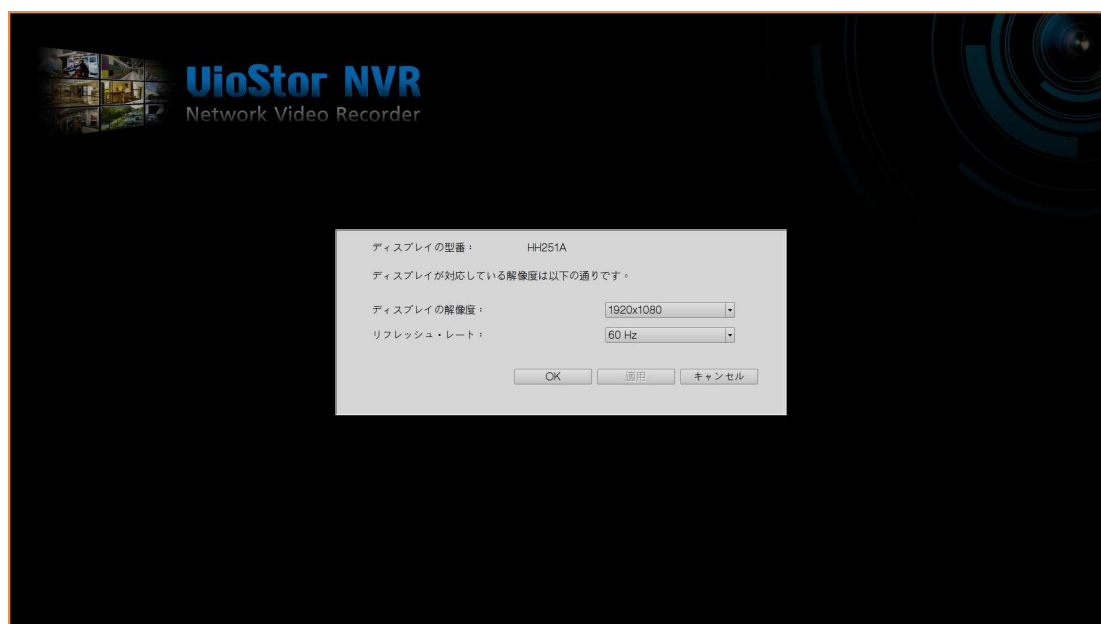 VioStor NVR
Network Video Recorder
ディスプレイの型番： HH251A
ディスプレイが対応している解像度は以下の通りです。
ディスプレイの解像度： 1920x1080
リフレッシュ・レート： 60 Hz
OK 適用 キャンセル